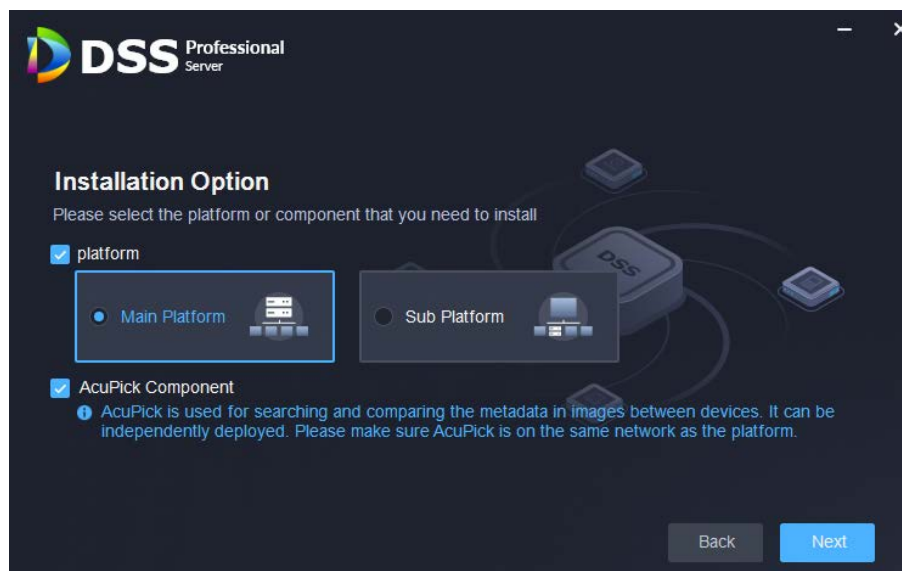 DSS Professional
Server
Installation Option
Please select the platform or component that you need to install
platform
DSS
Main Platform
Sub Platform
AcuPick Component
AcuPick is used for searching and comparing the metadata in images between devices. It can be
independently deployed. Please make sure AcuPick is on the same network as the platform.
Back
Next